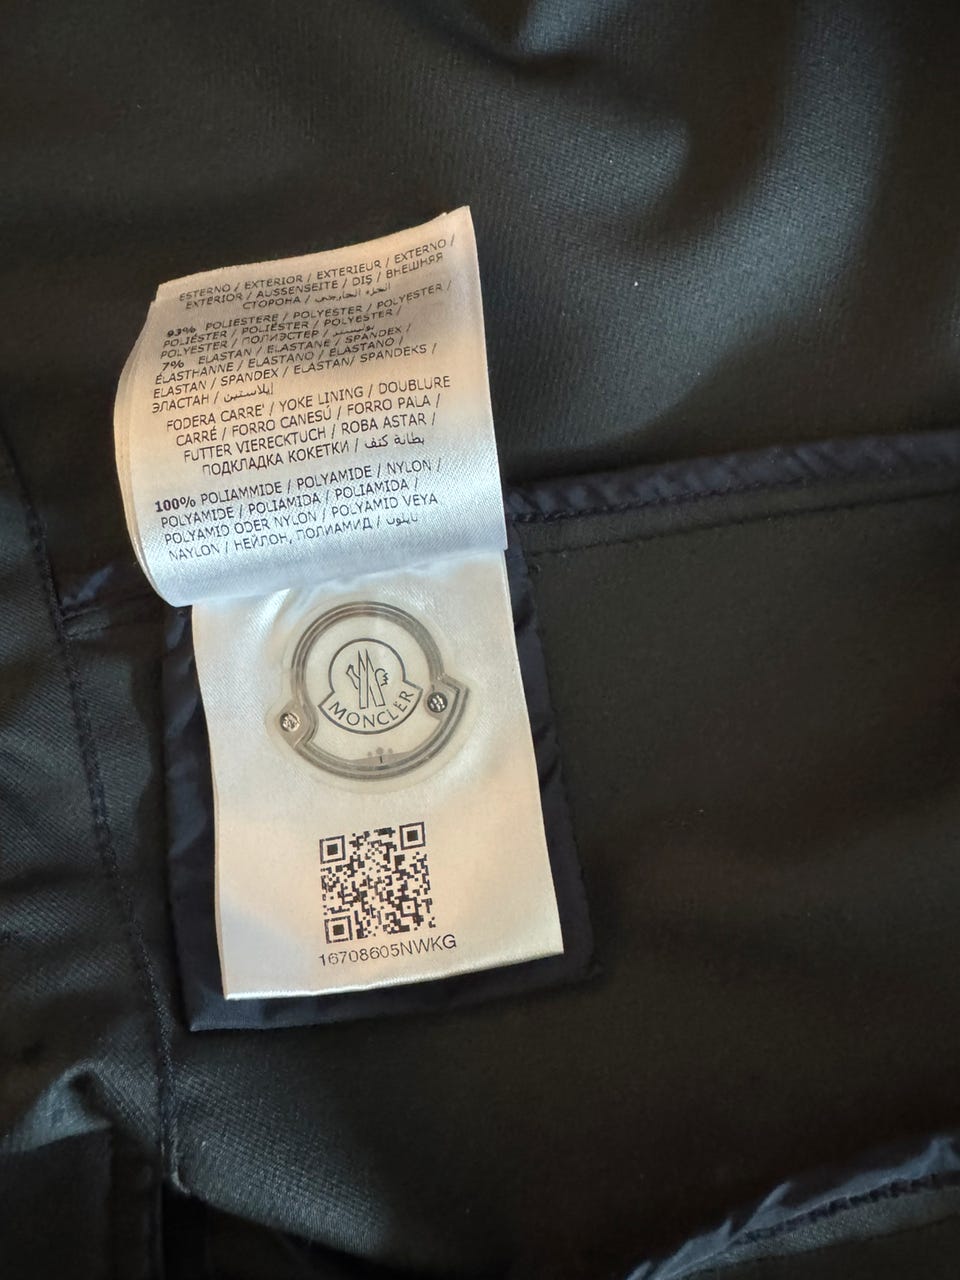 ESTERNO / EXTERIOR / EXTERIEUR / EXTERNO /
EXTERIOR / AUSSENSEITE / DIŞ / ВНЕШНЯЯ
СТОРОНА / الجزء الخارجي
93% POLIESTERE / POLYESTER / POLYESTER /
POLIÉSTER / POLIÉSTER / POLYESTER /
POLYESTER / ПОЛИЭСТЕР / بوليستر
7% ELASTAN / ELASTANE / SPANDEX /
ÉLASTHANNE / ELASTANO / ELASTANO /
ELASTAN / SPANDEX / ELASTAN/ SPANDEKS /
ЭЛАСТАН / إيلاستين
FODERA CARRE' / YOKE LINING / DOUBLURE
CARRÉ / FORRO CANESÚ / FORRO PALA /
FUTTER VIERECKTUCH / ROBA ASTAR /
ПОДКЛАДКА КОКЕТКИ / بطانة كتف
100% POLIAMMIDE / POLYAMIDE / NYLON /
POLYAMIDE / POLIAMIDA / POLIAMIDA /
POLYAMID ODER NYLON / POLYAMID VEYA
NAYLON / НЕЙЛОН, ПОЛИАМИД / نايلون
MONCLER
16708605NWKG